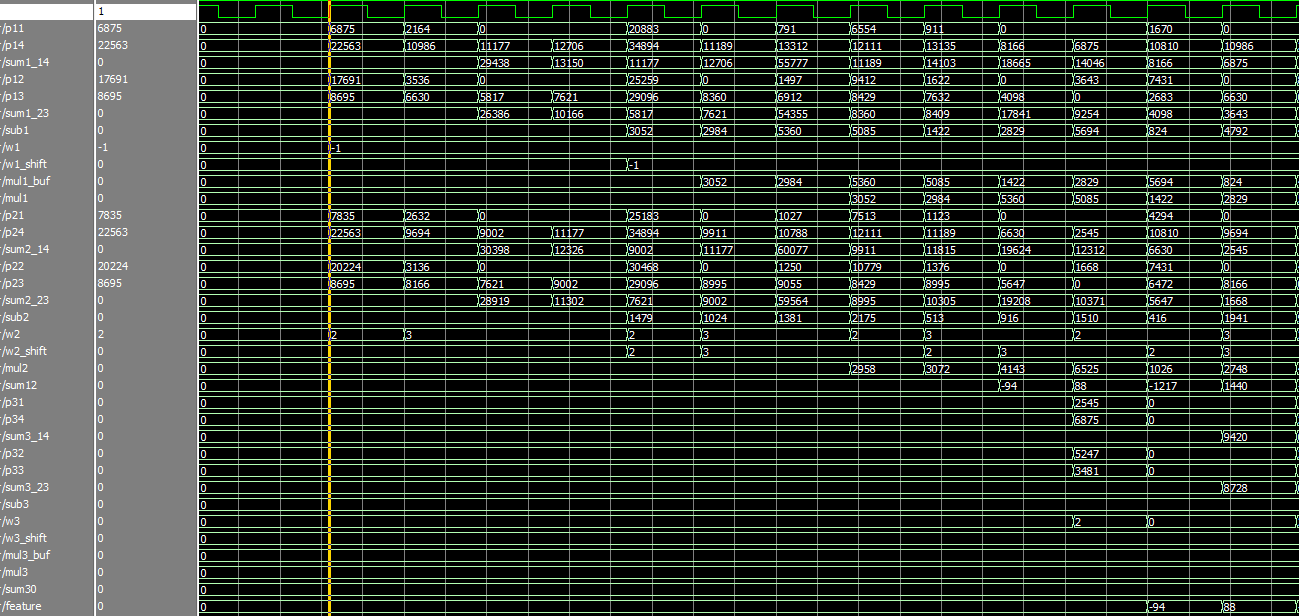 1
r/p11 6875 0 6875 2164 0 20883 0 791 6554 911 0 1670 0
r/p14 22563 0 22563 10986 11177 12706 34894 11189 13312 12111 13135 8166 6875 10810 10986
r/sum1_14 0 0 29438 13150 11177 12706 55777 11189 14103 18665 14046 8166 6875
r/p12 17691 0 17691 3536 0 25259 0 1497 9412 1622 0 3643 7431 0
r/p13 8695 0 8695 6630 5817 7621 29096 8360 6912 8429 7632 4098 0 2683 6630
r/sum1_23 0 0 26386 10166 5817 7621 54355 8360 8409 17841 9254 4098 3643
r/sub1 0 0 3052 2984 5360 5085 1422 2829 5694 824 4792
r/w1 -1 0 -1
r/w1_shift 0 0 -1
r/mul1_buf 0 0 3052 2984 5360 5085 1422 2829 5694 824
r/mul1 0 0 3052 2984 5360 5085 1422 2829
r/p21 7835 0 7835 2632 0 25183 0 1027 7513 1123 0 4294 0
r/p24 22563 0 22563 9694 9002 11177 34894 9911 10788 12111 11189 6630 2545 10810 9694
r/sum2_14 0 0 30398 12326 9002 11177 60077 9911 11815 19624 12312 6630 2545
r/p22 20224 0 20224 3136 0 30468 0 1250 10779 1376 0 1668 7431 0
r/p23 8695 0 8695 8166 7621 9002 29096 8995 9055 8429 8995 5647 0 6472 8166
r/sum2_23 0 0 28919 11302 7621 9002 59564 8995 10305 19208 10371 5647 1668
r/sub2 0 0 1479 1024 1381 2175 513 916 1510 416 1941
r/w2 2 0 2 3 2 3 2 3 2 3
r/w2_shift 0 0 2 3 2 3 2 3
r/mul2 0 0 2958 3072 4143 6525 1026 2748
r/sum12 0 0 -94 88 -1217 1440
r/p31 0 0 2545 0
r/p34 0 0 6875 0
r/sum3_14 0 0 9420
r/p32 0 0 5247 0
r/p33 0 0 3481 0
r/sum3_23 0 0 8728
r/sub3 0 0
r/w3 0 0 2 0
r/w3_shift 0 0
r/mul3_buf 0 0
r/mul3 0 0
r/sum30 0 0
r/feature 0 0 -94 88